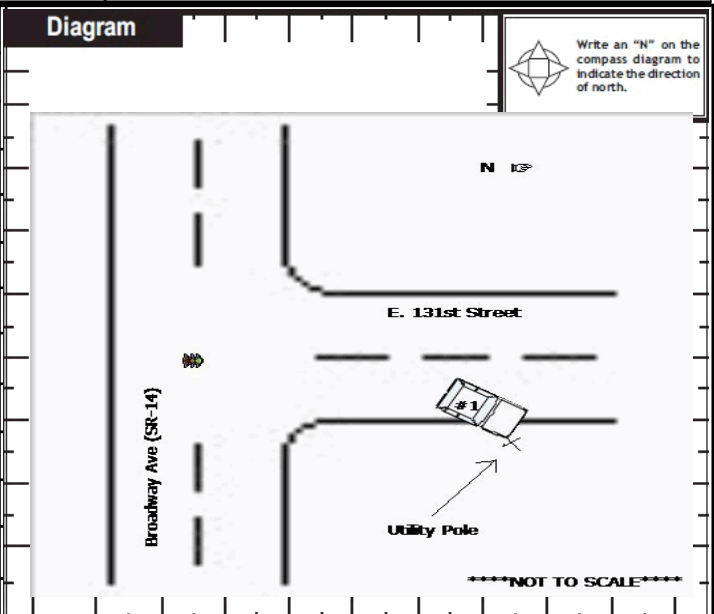 Diagram
Write an “N” on the
compass diagram to
indicate the direction
of north.
N
E. 131st Street
#1
Broadway Ave (SR-14)
Utility Pole
****NOT TO SCALE****